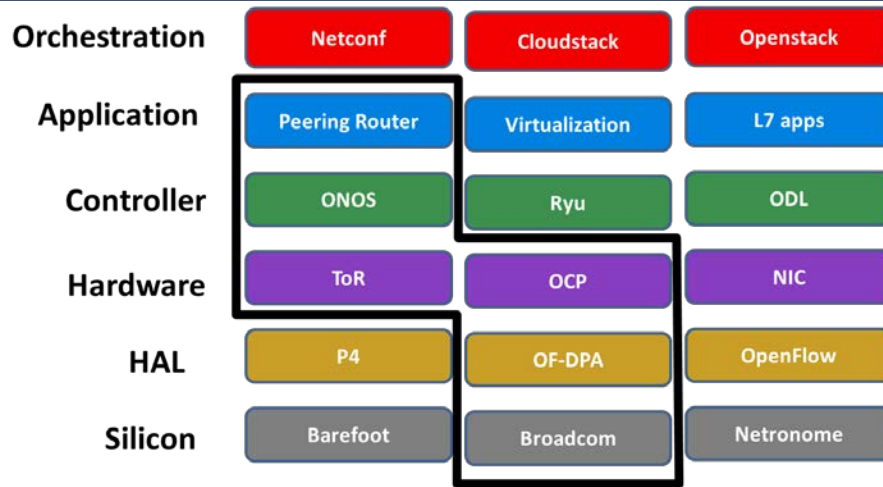 Orchestration Netconf Cloudstack Openstack
Application Peering Router Virtualization L7 apps
Controller ONOS Ryu ODL
Hardware ToR OCP NIC
HAL P4 OF-DPA OpenFlow
Silicon Barefoot Broadcom Netronome